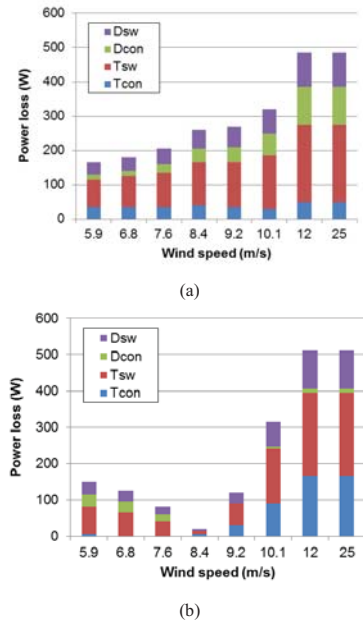 600
500
400
300
200
100
0
Power loss (W)
Dsw
Dcon
Tsw
Tcon
5.9 6.8 7.6 8.4 9.2 10.1 12 25
Wind speed (m/s)
(a)
600
500
400
300
200
100
0
Power loss (W)
Dsw
Dcon
Tsw
Tcon
5.9 6.8 7.6 8.4 9.2 10.1 12 25
Wind speed (m/s)
(b)